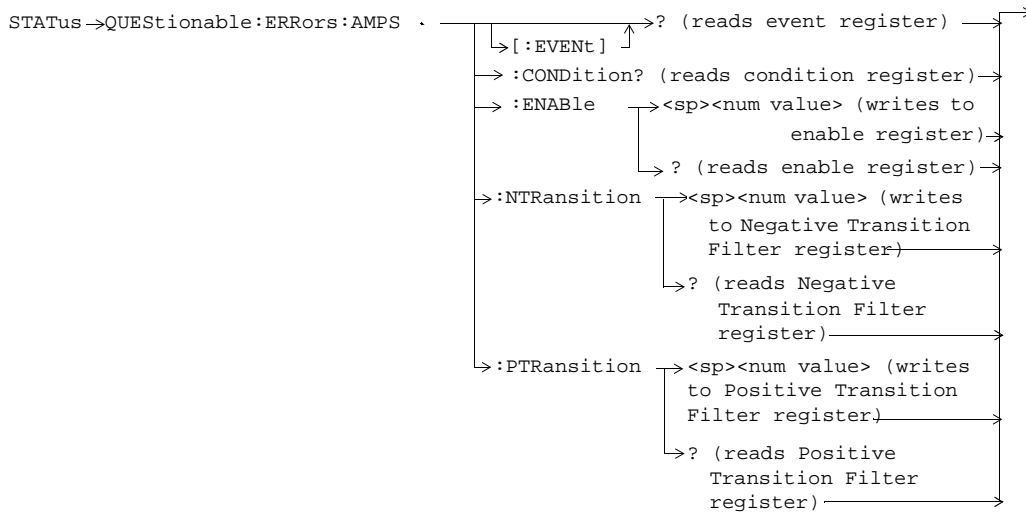 STATus QUEStionable:ERRors:AMPS ? (reads event register)
[:EVENt]
:CONDition? (reads condition register)
:ENABle <sp><num value> (writes to
enable register)
? (reads enable register)
:NTRansition <sp><num value> (writes
to Negative Transition
Filter register)
? (reads Negative
Transition Filter
register)
:PTRansition <sp><num value> (writes
to Positive Transition
Filter register)
? (reads Positive
Transition Filter
register)